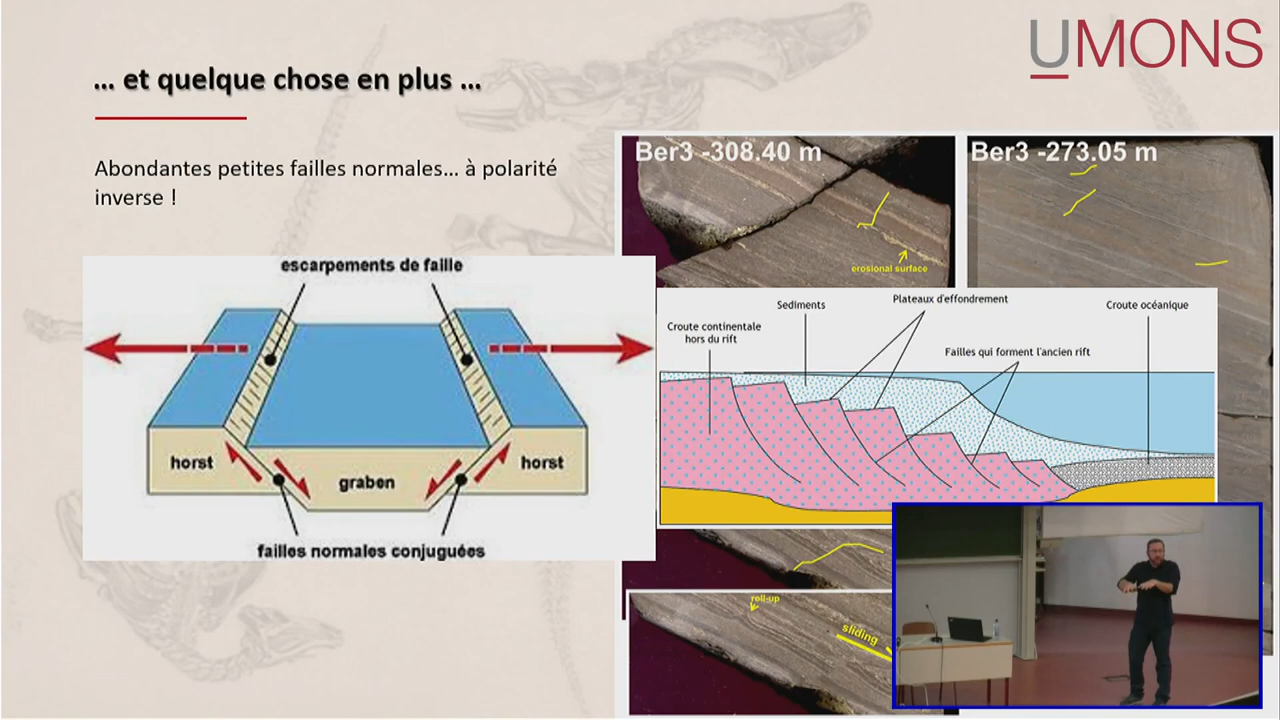 UMONS
... et quelque chose en plus ...
Abondantes petites failles normales... à polarité
inverse !
escarpements de faille
horst
graben
horst
failles normales conjuguées
Ber3 -308.40 m
erosional surface
Ber3 -273.05 m
Sediments
Plateaux d'effondrement
Croute océanique
Croute continentale
hors du rift
Failles qui forment l'ancien rift
roll-up
sliding